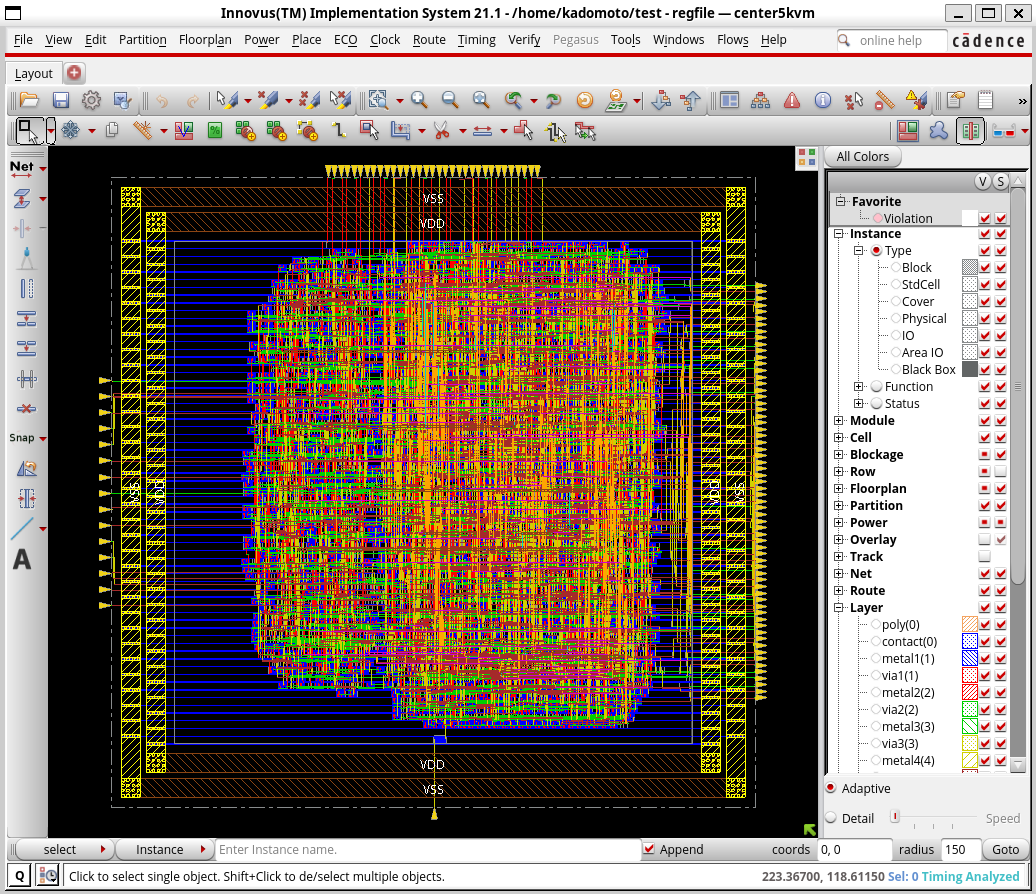 Innovus(TM) Implementation System 21.1 - /home/kadomoto/test - regfile — center5kvm
File View Edit Partition Floorplan Power Place ECO Clock Route Timing Verify Pegasus Tools Windows Flows Help online help cādence
Layout
»
Net
Snap
A
VSS
VDD
VSS
VDD
VDD
VSS
VDD
VSS
All Colors
V S
Favorite
Violation
Instance
Type
Block
StdCell
Cover
Physical
IO
Area IO
Black Box
Function
Status
Module
Cell
Blockage
Row
Floorplan
Partition
Power
Overlay
Track
Net
Route
Layer
poly(0)
contact(0)
metal1(1)
via1(1)
metal2(2)
via2(2)
metal3(3)
via3(3)
metal4(4)
Adaptive
Detail Speed
select Instance Enter Instance name. Append coords 0, 0 radius 150 Goto
Q Click to select single object. Shift+Click to de/select multiple objects. 223.36700, 118.61150 Sel: 0 Timing Analyzed